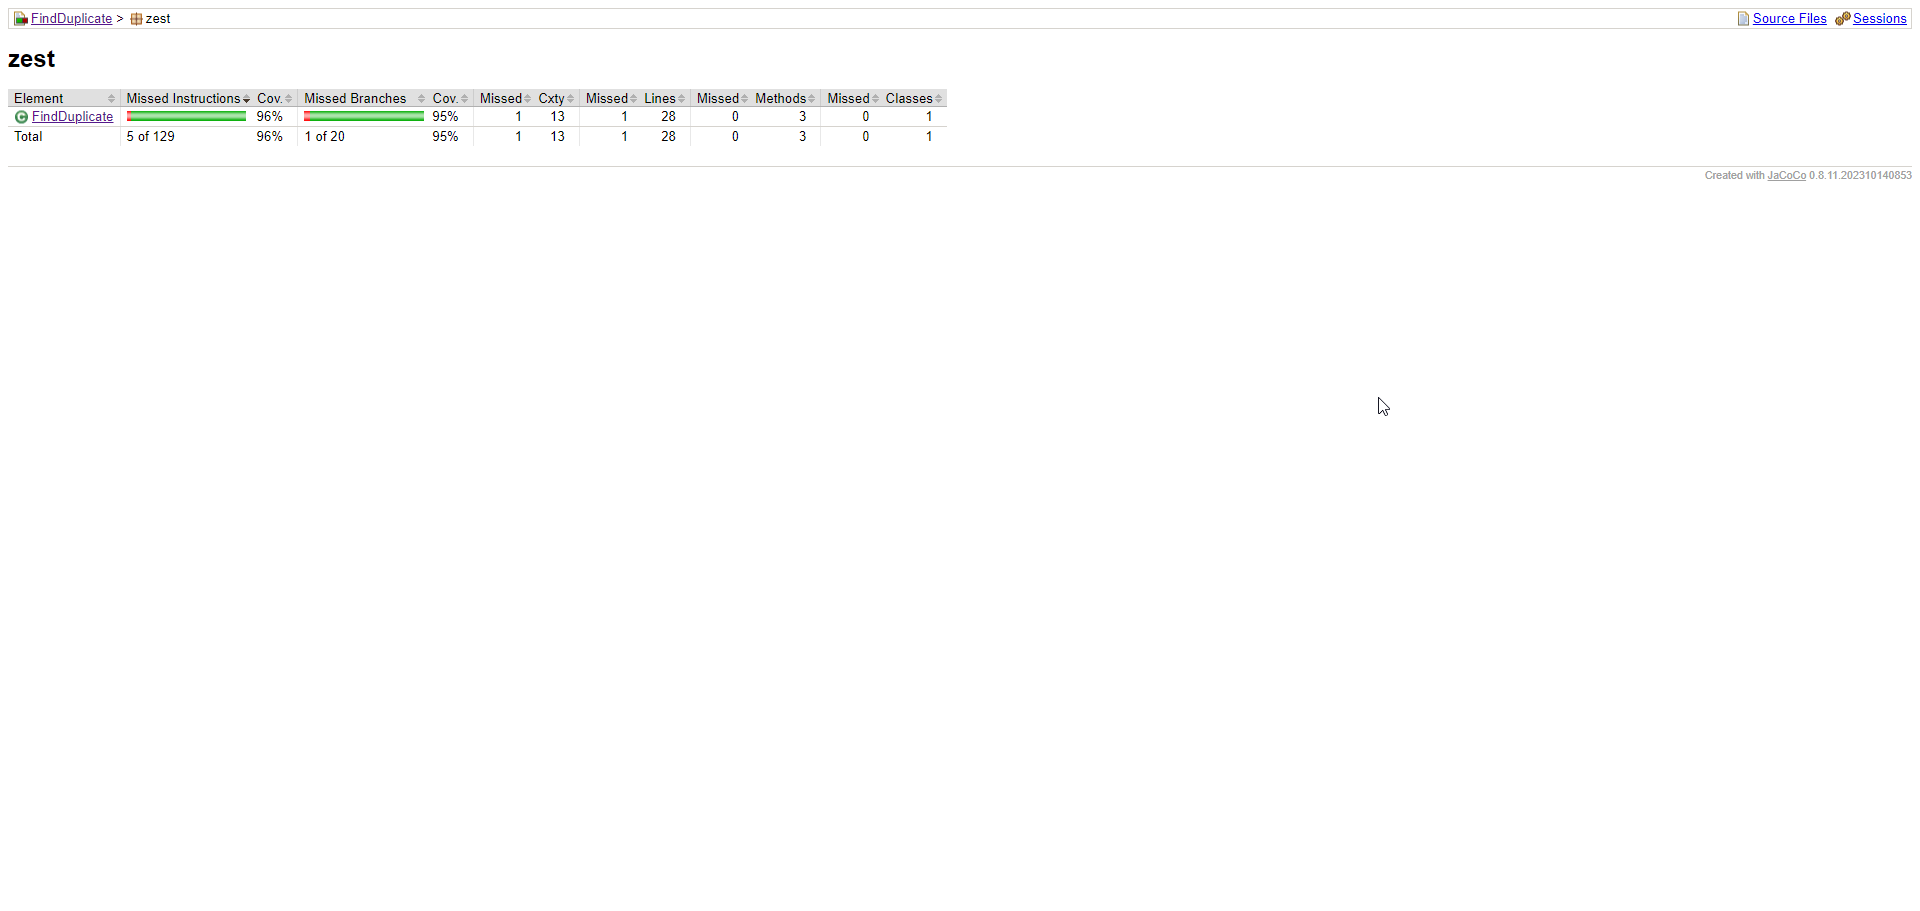 FindDuplicate > zest Source Files Sessions
zest
Element Missed Instructions Cov. Missed Branches Cov. Missed Cxty Missed Lines Missed Methods Missed Classes
FindDuplicate 96% 95% 1 13 1 28 0 3 0 1
Total 5 of 129 96% 1 of 20 95% 1 13 1 28 0 3 0 1
Created with JaCoCo 0.8.11.202310140853